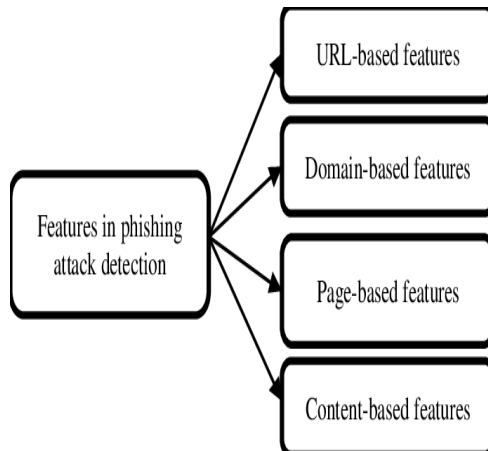 URL-based features
Domain-based features
Features in phishing
attack detection
Page-based features
Content-based features